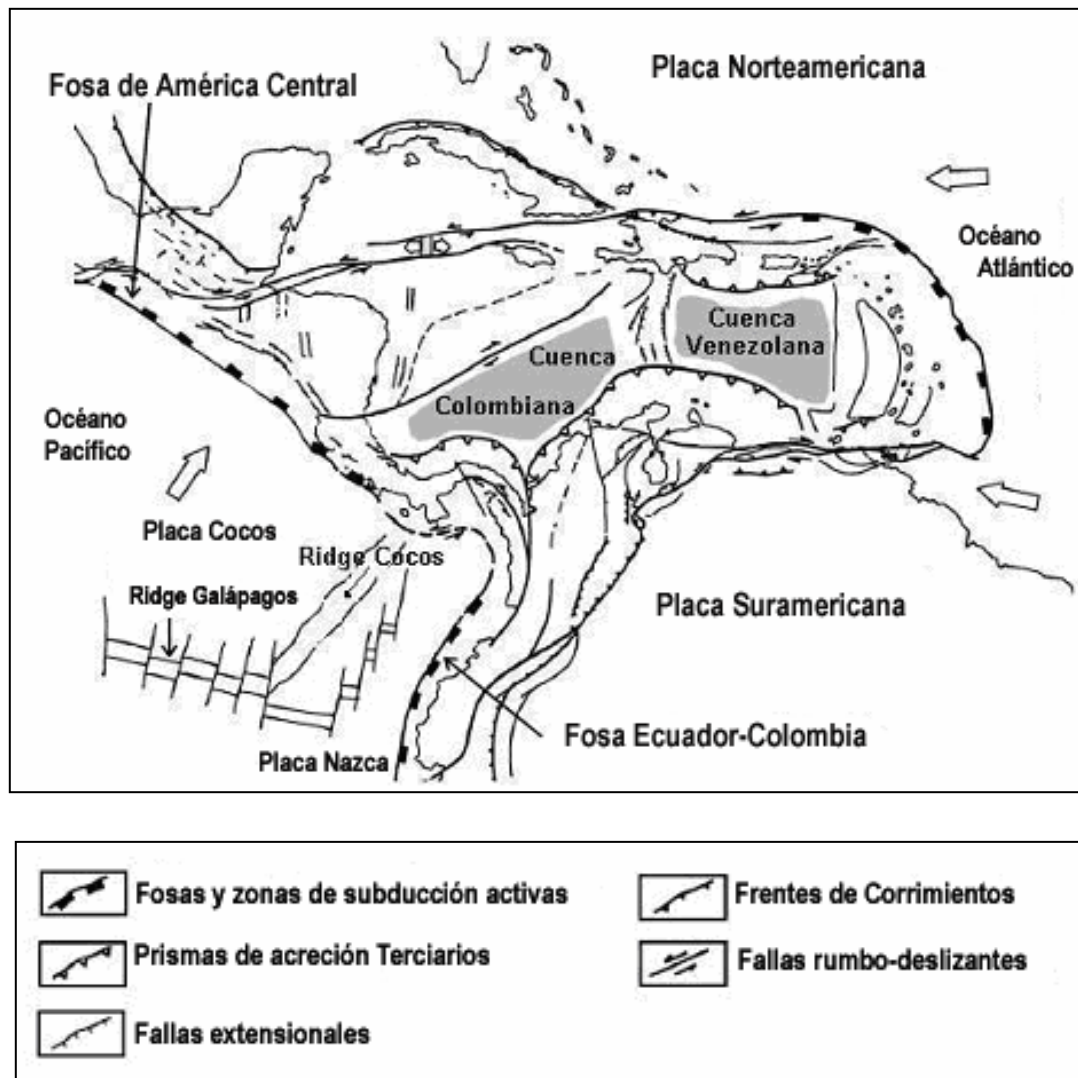 Placa Norteamericana
Fosa de América Central
Océano
Atlántico
Cuenca
Venezolana
Cuenca
Colombiana
Océano
Pacífico
Placa Cocos
Ridge Cocos
Ridge Galápagos
Placa Suramericana
Fosa Ecuador-Colombia
Placa Nazca
Fosas y zonas de subducción activas
Frentes de Corrimientos
Prismas de acreción Terciarios
Fallas rumbo-deslizantes
Fallas extensionales